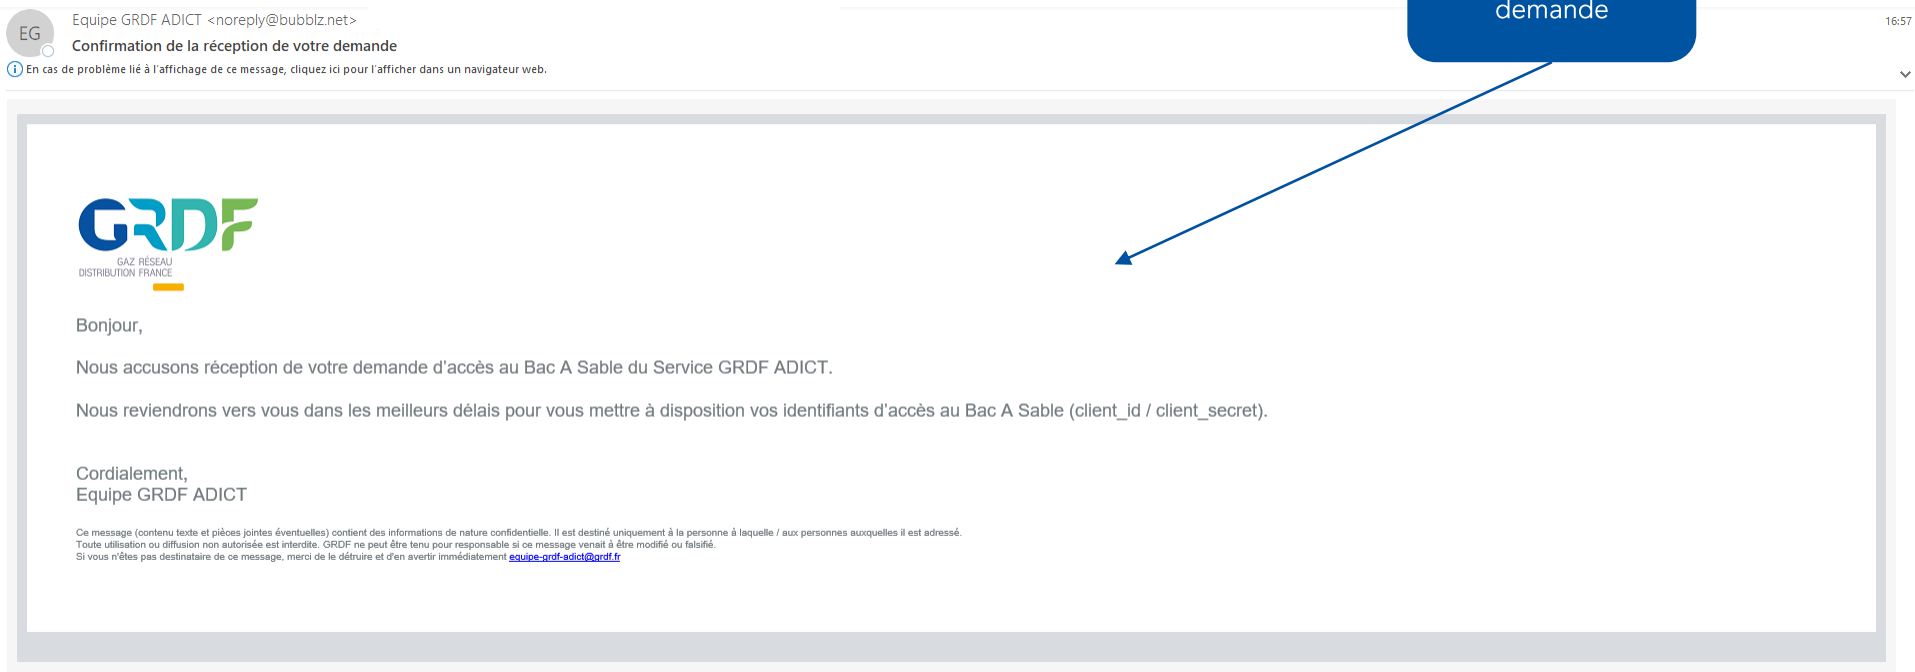 demande
EG
Equipe GRDF ADICT <noreply@bubblz.net>
16:57
Confirmation de la réception de votre demande
En cas de problème lié à l'affichage de ce message, cliquez ici pour l'afficher dans un navigateur web.
GRDF
GAZ RÉSEAU
DISTRIBUTION FRANCE
Bonjour,
Nous accusons réception de votre demande d'accès au Bac A Sable du Service GRDF ADICT.
Nous reviendrons vers vous dans les meilleurs délais pour vous mettre à disposition vos identifiants d'accès au Bac A Sable (client_id / client_secret).
Cordialement,
Equipe GRDF ADICT
Ce message (contenu texte et pièces jointes éventuelles) contient des informations de nature confidentielle. Il est destiné uniquement à la personne à laquelle / aux personnes auxquelles il est adressé.
Toute utilisation ou diffusion non autorisée est interdite. GRDF ne peut être tenu pour responsable si ce message venait à être modifié ou falsifié.
Si vous n'êtes pas destinataire de ce message, merci de le détruire et d'en avertir immédiatement equipe-grdf-adict@grdf.fr